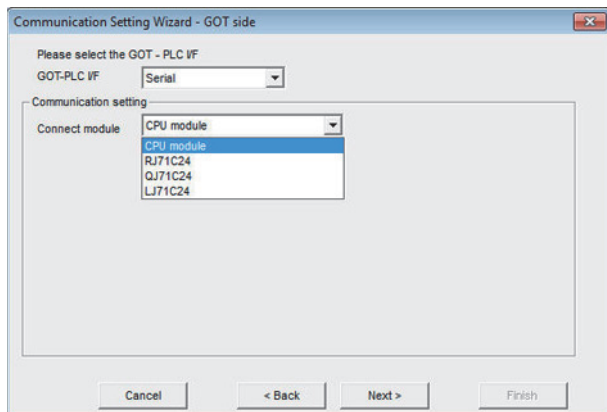 Communication Setting Wizard - GOT side
Please select the GOT - PLC I/F
GOT-PLC I/F
Serial
Communication setting
Connect module
CPU module
CPU module
RJ71C24
QJ71C24
LJ71C24
Cancel
< Back
Next >
Finish